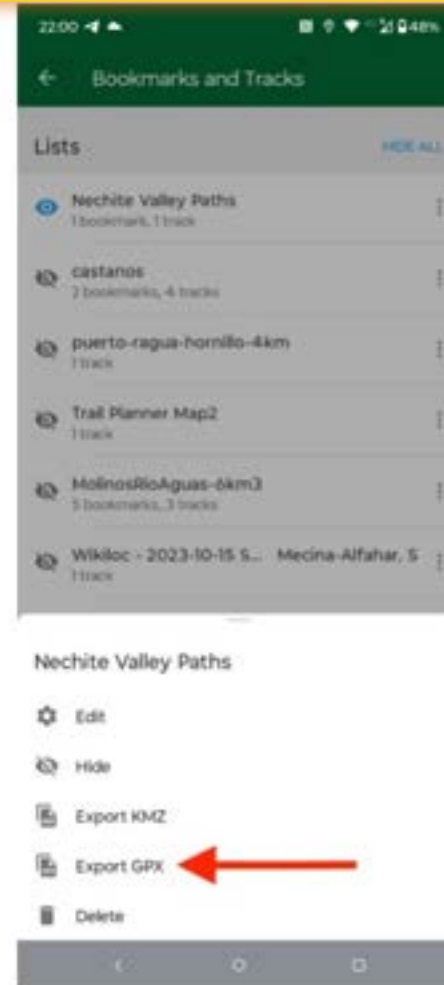 22:00
48%
Bookmarks and Tracks
Lists
HIDE ALL
Nechite Valley Paths
1 bookmark, 1 track
castanos
2 bookmarks, 4 tracks
puerto-ragua-hornillo-4km
1 track
Trail Planner Map2
1 track
MolinosRioAguas-6km3
5 bookmarks, 3 tracks
Wikiloc - 2023-10-15 S... Mecina-Alfahar, S
1 track
Nechite Valley Paths
Edit
Hide
Export KMZ
Export GPX
Delete